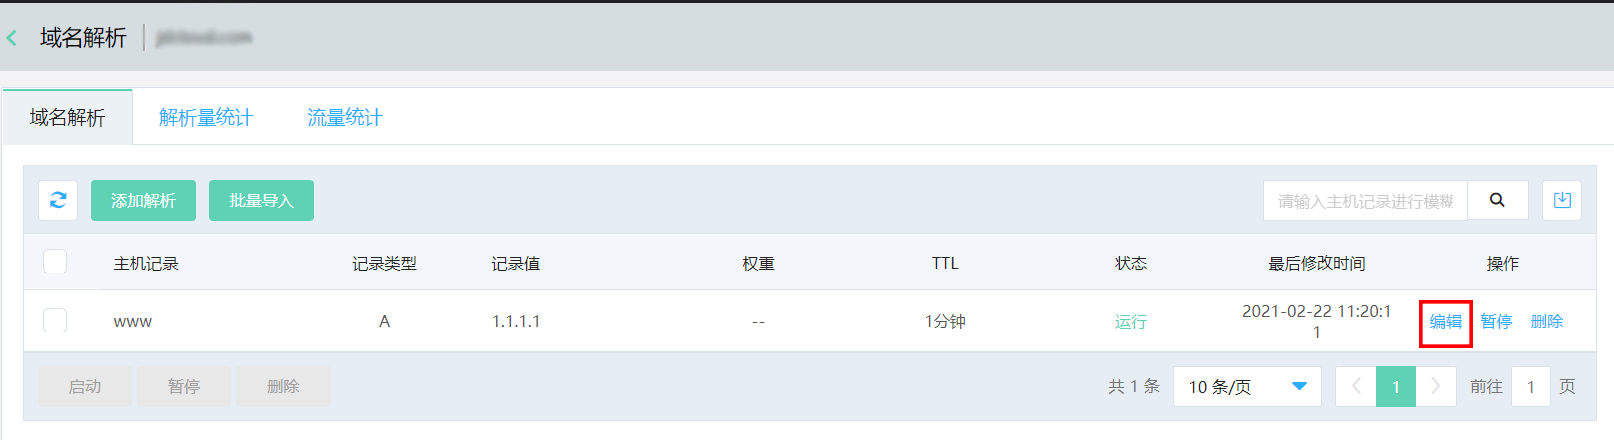 域名解析
域名解析 解析量统计 流量统计
添加解析 批量导入 请输入主机记录进行模糊
主机记录 记录类型 记录值 权重 TTL 状态 最后修改时间 操作
www A 1.1.1.1 -- 1分钟 运行 2021-02-22 11:20:1
1 编辑 暂停 删除
启动 暂停 删除 共 1 条 10 条/页 1 前往 1 页